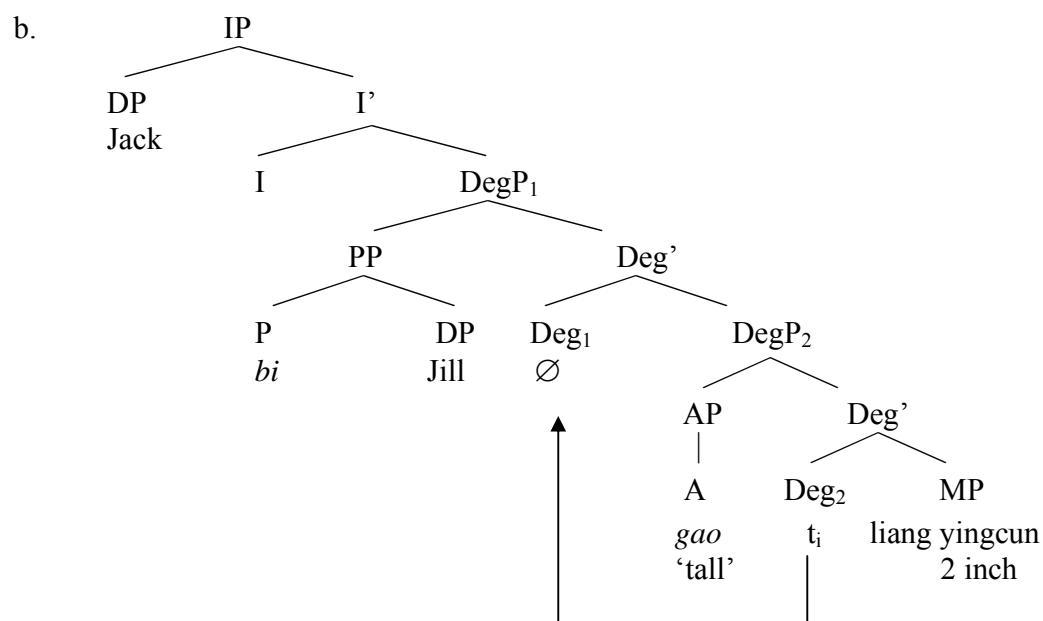 b. IP
DP I’
Jack
I DegP₁
PP Deg’
P DP Deg₁ DegP₂
bi Jill ∅
AP Deg’
A Deg₂ MP
gao tᵢ liang yingcun
‘tall’ 2 inch